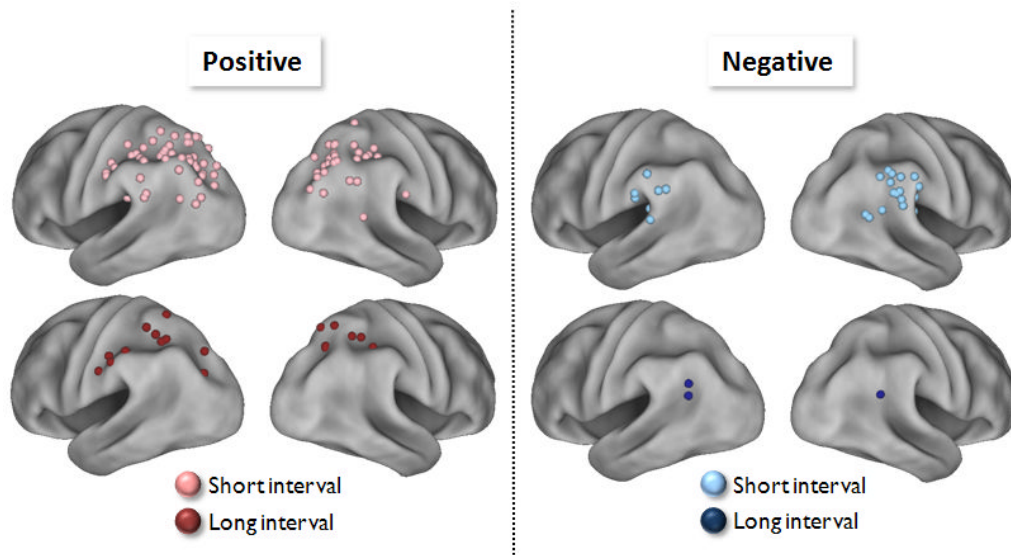 Positive
Negative
Short interval
Long interval
Short interval
Long interval